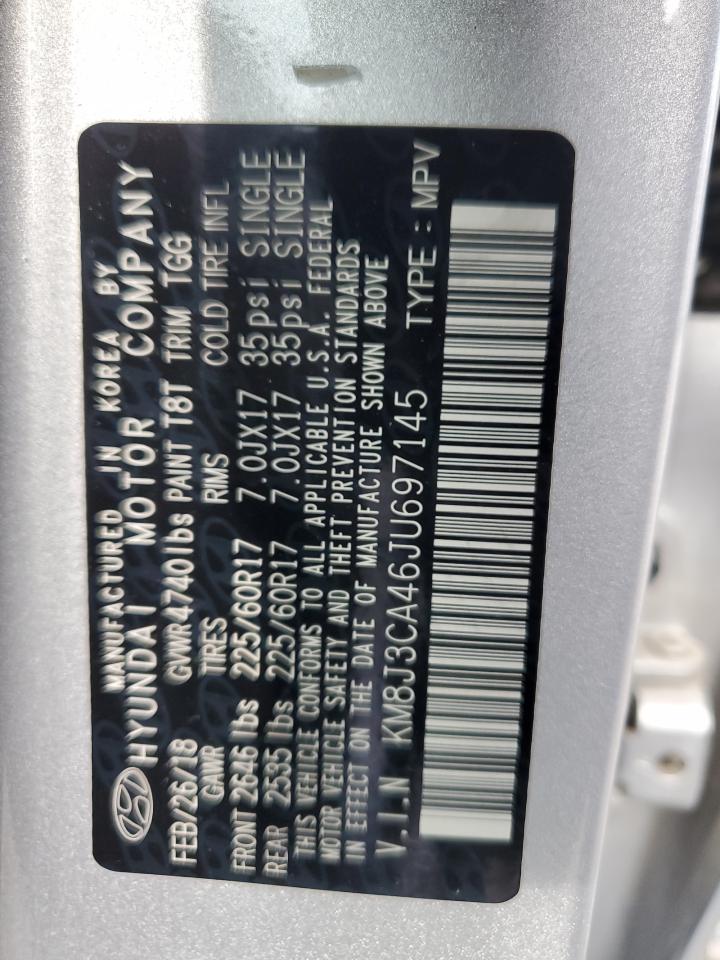 MANUFACTURED IN KOREA BY
HYUNDAI MOTOR COMPANY
FEB/26/18 GVWR 4740lbs PAINT T8T TRIM TGG
GAWR TIRES RIMS COLD TIRE INFL
FRONT 2646 lbs 225/60R17 7.0JX17 35psi SINGLE
REAR 2535 lbs 225/60R17 7.0JX17 35psi SINGLE
THIS VEHICLE CONFORMS TO ALL APPLICABLE U.S.A. FEDERAL
MOTOR VEHICLE SAFETY AND THEFT PREVENTION STANDARDS
IN EFFECT ON THE DATE OF MANUFACTURE SHOWN ABOVE
V.I.N KM8J3CA46JU697145 TYPE : MPV